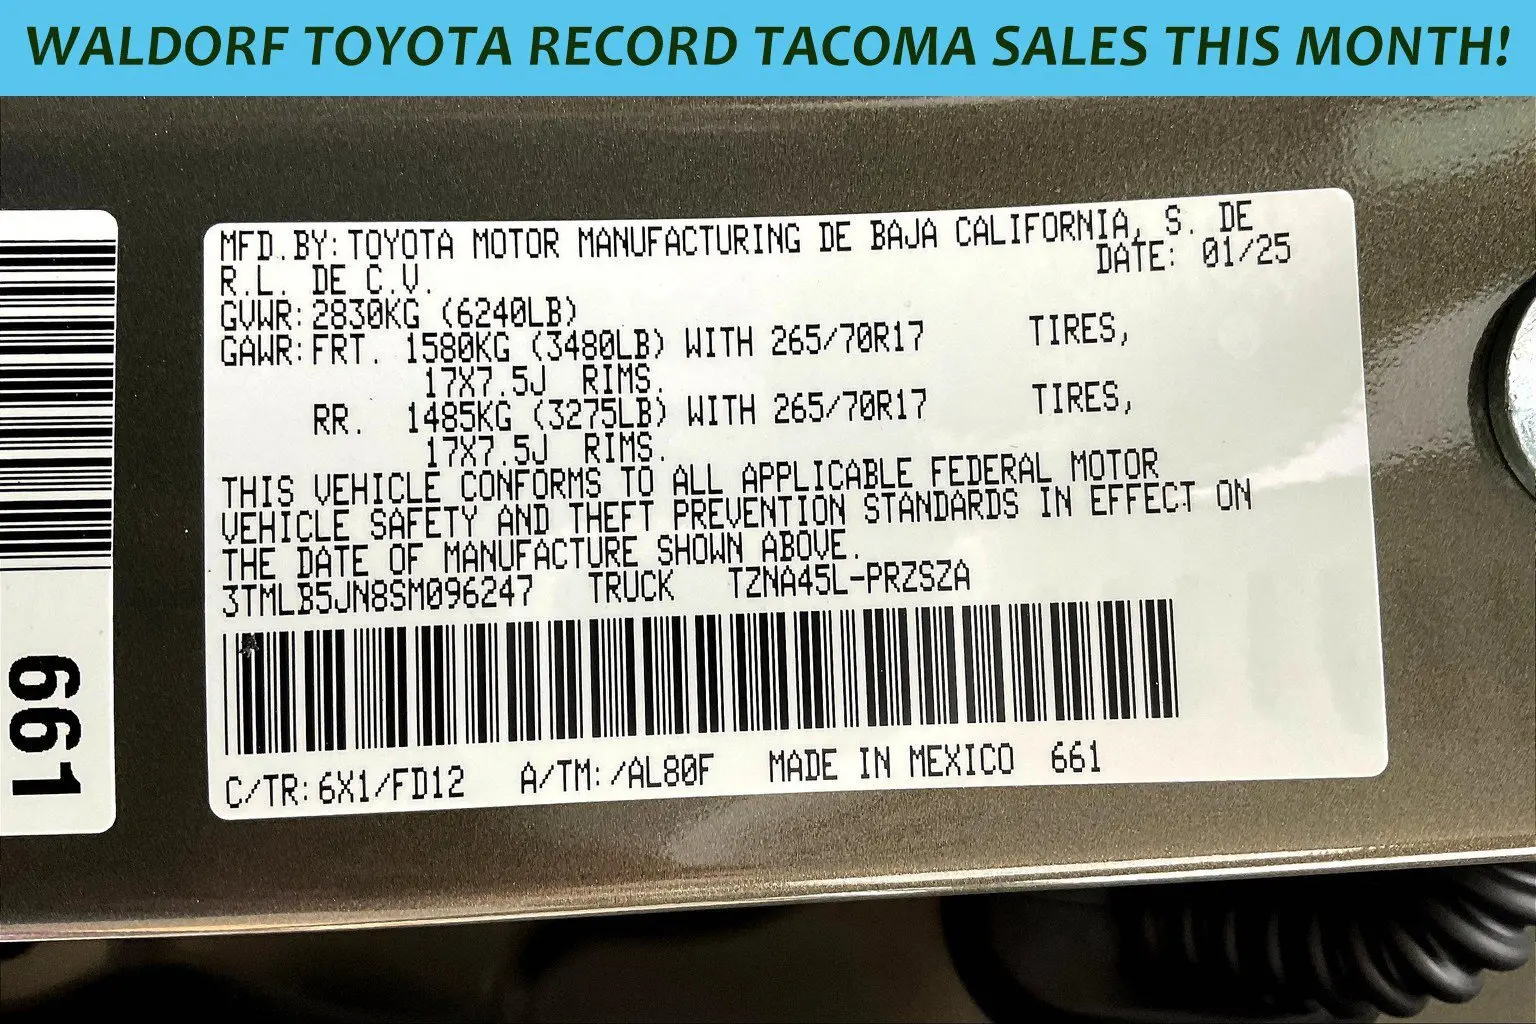 WALDORF TOYOTA RECORD TACOMA SALES THIS MONTH!
MFD.BY:TOYOTA MOTOR MANUFACTURING DE BAJA CALIFORNIA, S. DE
R.L. DE C.V. DATE: 01/25
GVWR:2830KG (6240LB)
GAWR:FRT. 1580KG (3480LB) WITH 265/70R17 TIRES,
17X7.5J RIMS.
RR. 1485KG (3275LB) WITH 265/70R17 TIRES,
17X7.5J RIMS.
THIS VEHICLE CONFORMS TO ALL APPLICABLE FEDERAL MOTOR
VEHICLE SAFETY AND THEFT PREVENTION STANDARDS IN EFFECT ON
THE DATE OF MANUFACTURE SHOWN ABOVE.
3TMLB5JN8SM096247 TRUCK TZNA45L-PRZSZA
C/TR:6X1/FD12 A/TM:/AL80F MADE IN MEXICO 661
661